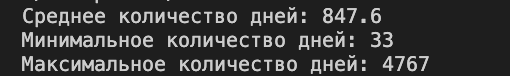 Среднее количество дней: 847.6
Минимальное количество дней: 33
Максимальное количество дней: 4767